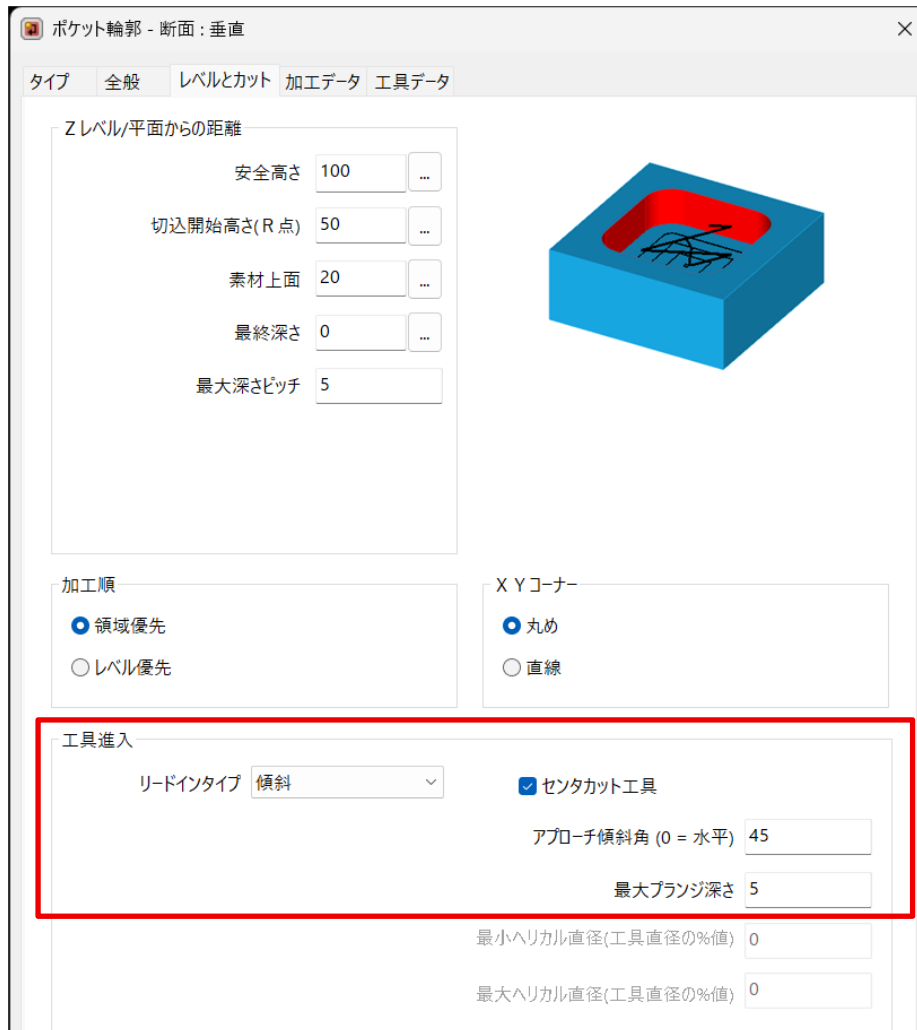 ポケット輪郭 - 断面 : 垂直
タイプ 全般 レベルとカット 加工データ 工具データ
Z レベル/平面からの距離
安全高さ 100 ...
切込開始高さ(R 点) 50 ...
素材上面 20 ...
最終深さ 0 ...
最大深さピッチ 5
加工順
領域優先
レベル優先
X Y コーナー
丸め
直線
工具進入
リードインタイプ 傾斜
センタカット工具
アプローチ傾斜角 (0 = 水平) 45
最大プランジ深さ 5
最小ヘリカル直径(工具直径の%値) 0
最大ヘリカル直径(工具直径の%値) 0